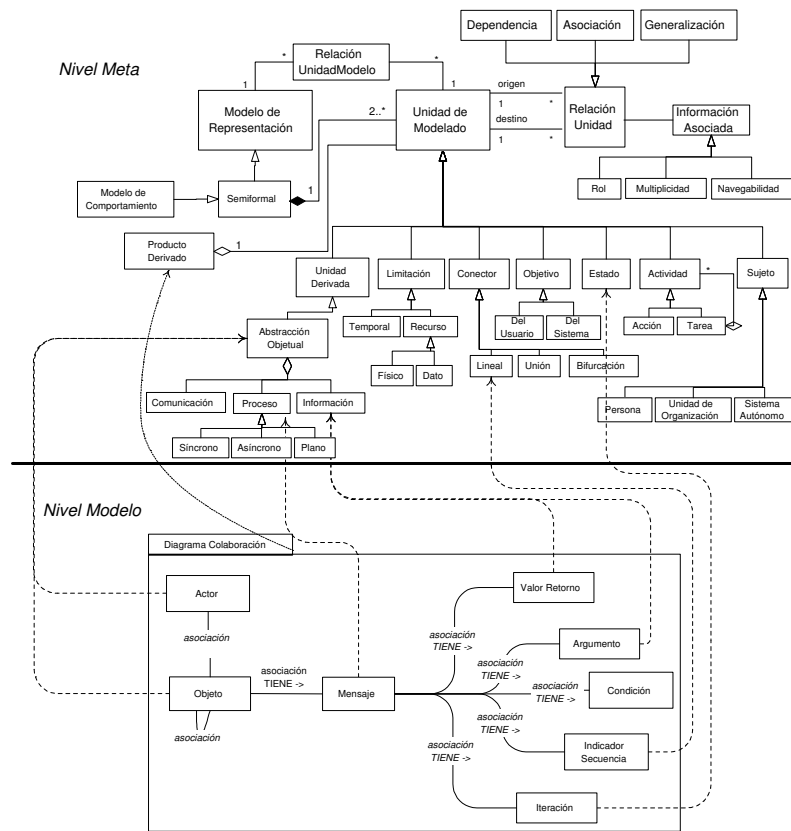 Dependencia
Asociación
Generalización
Nivel Meta
Relación
UnidadModelo
*
*
1
1
origen
1
*
destino
1
*
Modelo de
Representación
2..*
Unidad de
Modelado
Relación
Unidad
Información
Asociada
Rol
Multiplicidad
Navegabilidad
Modelo de
Comportamiento
Semiformal
1
Producto
Derivado
1
Unidad
Derivada
Limitación
Conector
Objetivo
Estado
Actividad
*
Sujeto
Abstracción
Objetual
Temporal
Recurso
Del
Usuario
Del
Sistema
Acción
Tarea
Físico
Dato
Lineal
Unión
Bifurcación
Comunicación
Proceso
Información
Persona
Unidad de
Organización
Sistema
Autónomo
Síncrono
Asíncrono
Plano
Nivel Modelo
Diagrama Colaboración
Actor
Valor Retorno
asociación
asociación
TIENE ->
Argumento
asociación
TIENE ->
Objeto
asociación
TIENE ->
Mensaje
asociación
TIENE ->
Condición
asociación
asociación
TIENE ->
Indicador
Secuencia
asociación
TIENE ->
Iteración